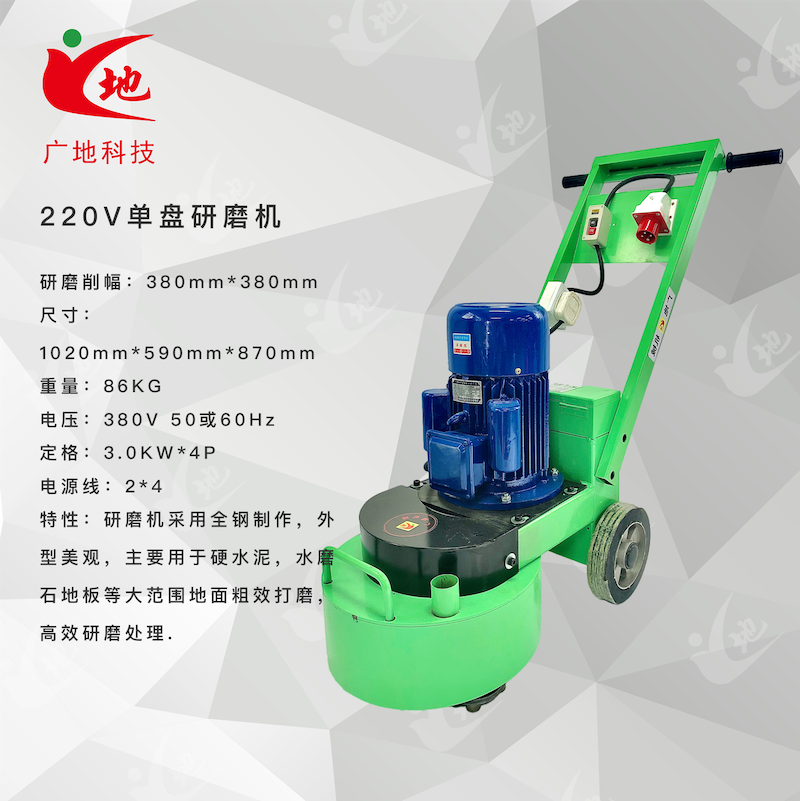 地
广地科技
220V单盘研磨机
研磨削幅：380mm*380mm
尺寸：
1020mm*590mm*870mm
重量：86KG
电压：380V 50或60Hz
定格：3.0KW*4P
电源线：2*4
特性：研磨机采用全钢制作，外
型美观，主要用于硬水泥，水磨
石地板等大范围地面粗效打磨，
高效研磨处理.